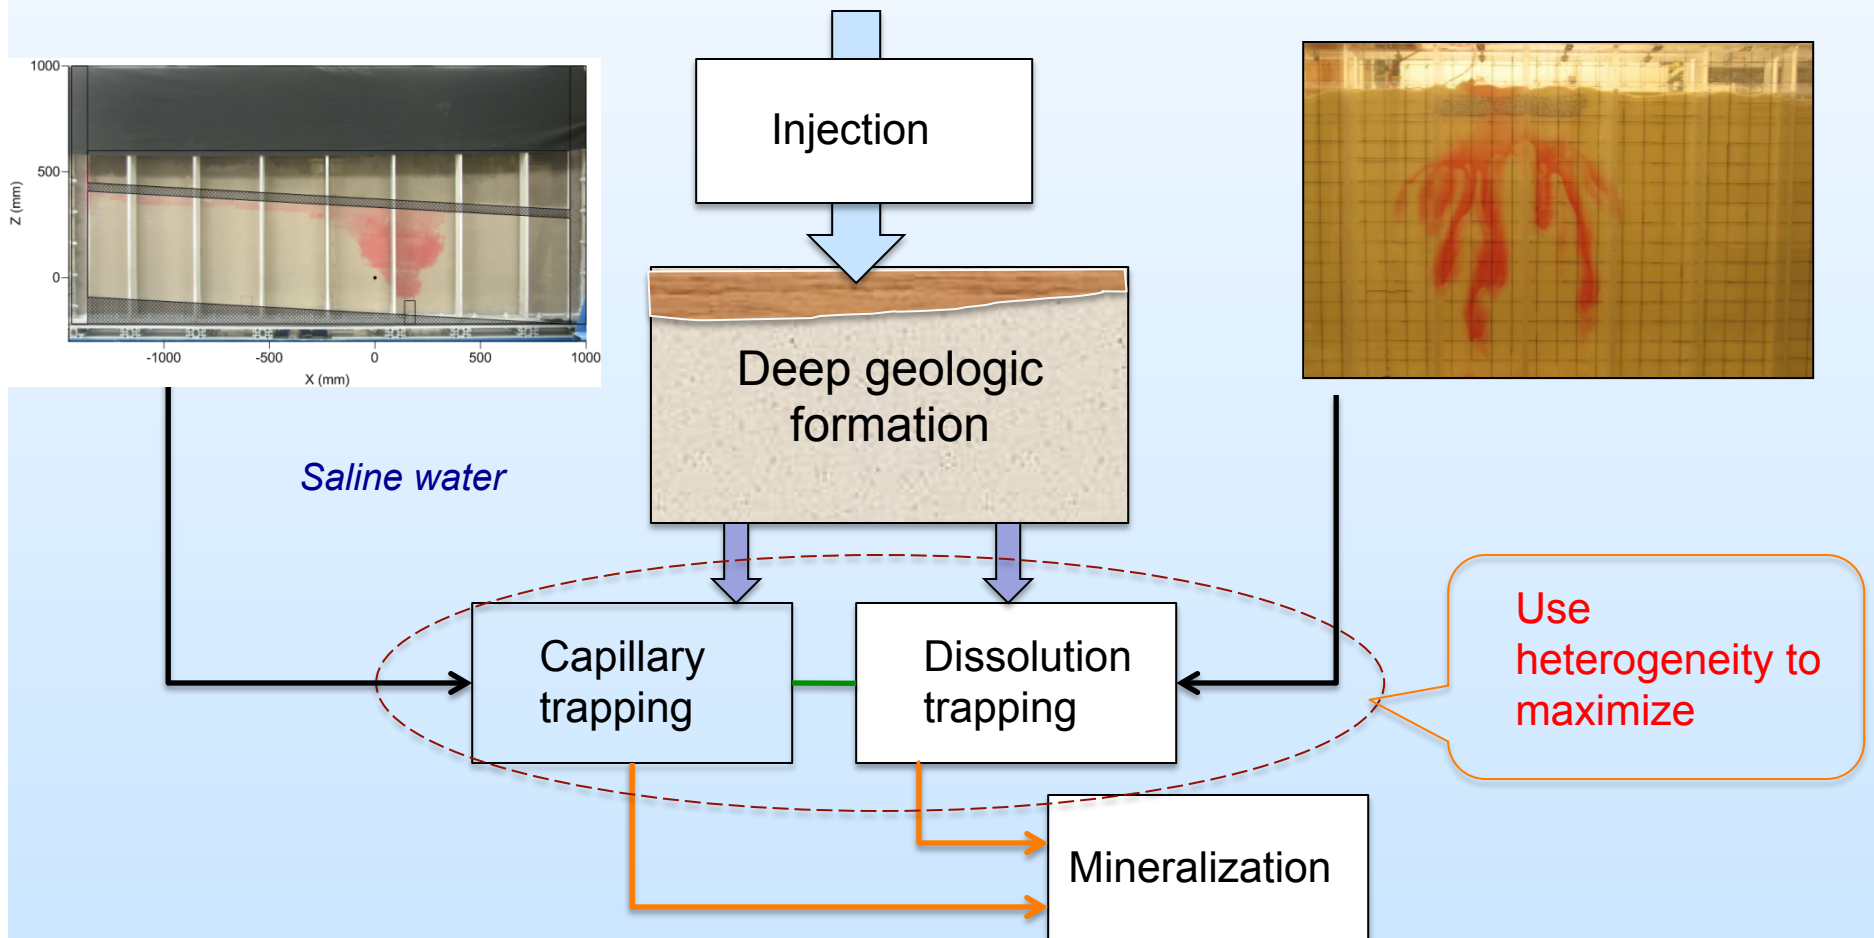 Injection
1000
500
0
Z (mm)
-1000
-500
0
500
1000
X (mm)
Deep geologic
formation
Saline water
Capillary
trapping
Dissolution
trapping
Use
heterogeneity to
maximize
Mineralization